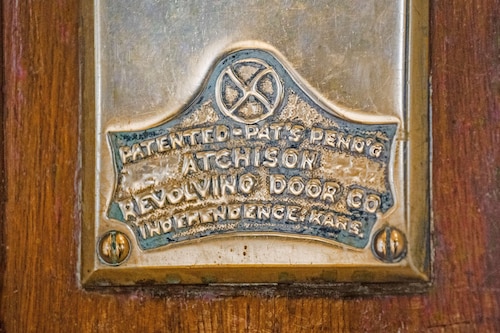 PATENTED-PAT'S PEND'G
ATCHISON
REVOLVING DOOR CO
INDEPENDENCE, KANS.